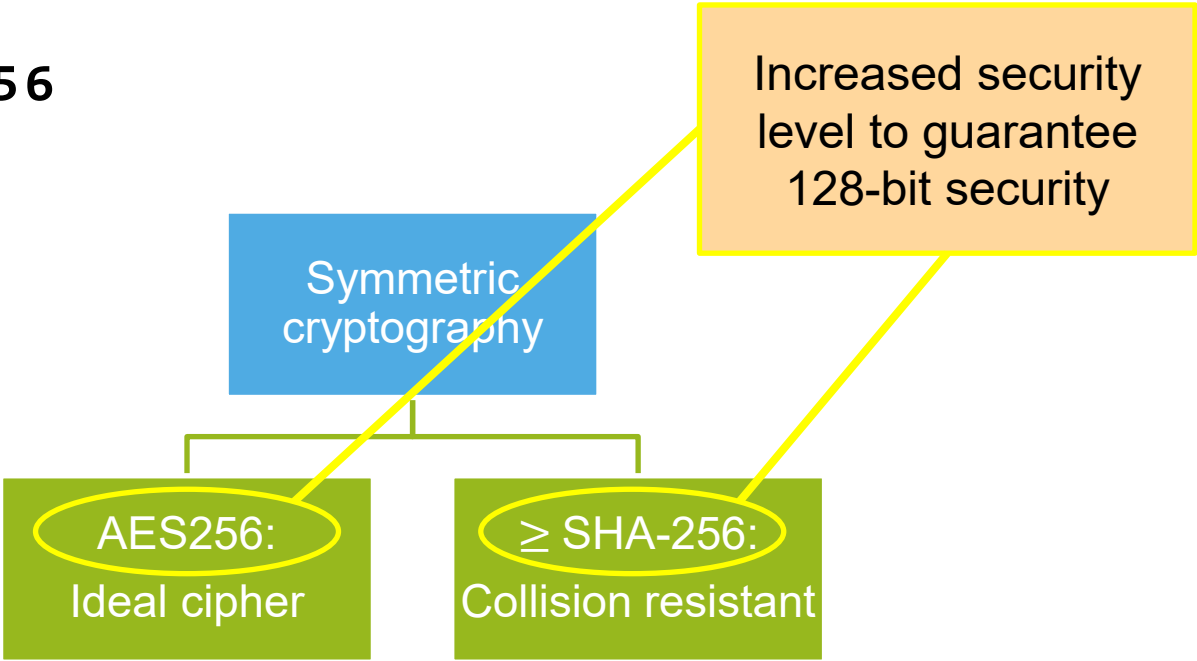 56
Increased security
level to guarantee
128-bit security
Symmetric
cryptography
AES256:
Ideal cipher
≥ SHA-256:
Collision resistant